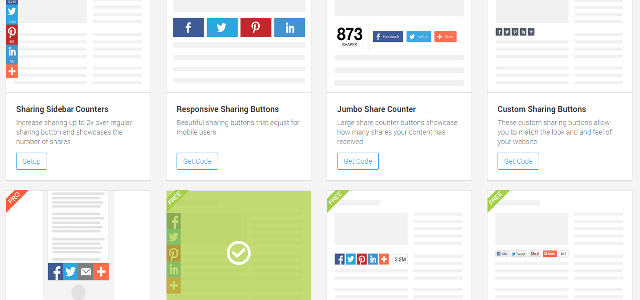 873
SHARES
Facebook
Twitter
More
Sharing Sidebar Counters
Increase sharing up to 2x over regular
sharing button and showcases the
number of shares.
Setup
Responsive Sharing Buttons
Beautiful sharing buttons that adjust for
mobile users.
Get Code
Jumbo Share Counter
Large share counter buttons showcase
how many shares your content has
received.
Get Code
Custom Sharing Buttons
These custom sharing buttons allow
you to match the look and and feel of
your website.
Get Code
PRO
FREE
FREE
2.2M
FREE